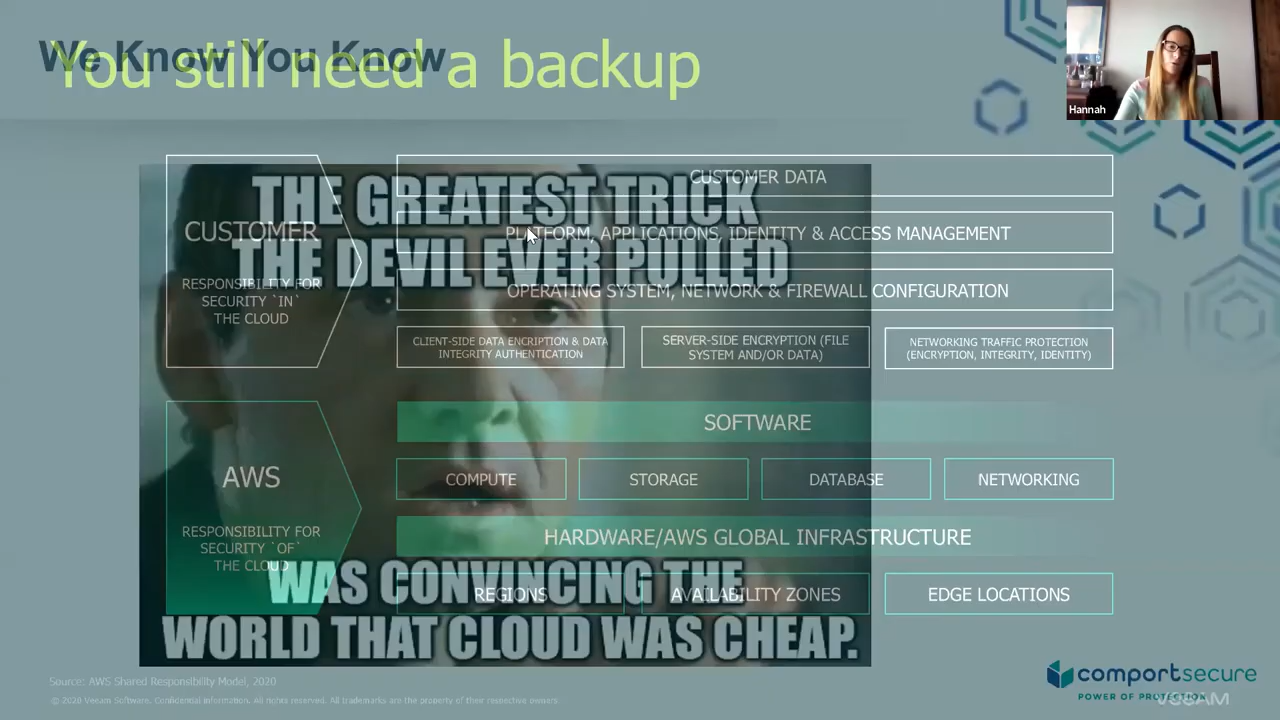 We Know You Know
You still need a backup
Hannah
THE GREATEST TRICK
THE DEVIL EVER PULLED
WAS CONVINCING THE
WORLD THAT CLOUD WAS CHEAP.
CUSTOMER
RESPONSIBILITY FOR
SECURITY `IN`
THE CLOUD
CUSTOMER DATA
PLATFORM, APPLICATIONS, IDENTITY & ACCESS MANAGEMENT
OPERATING SYSTEM, NETWORK & FIREWALL CONFIGURATION
CLIENT-SIDE DATA ENCRIPTION & DATA
INTEGRITY AUTHENTICATION
SERVER-SIDE ENCRYPTION (FILE
SYSTEM AND/OR DATA)
NETWORKING TRAFFIC PROTECTION
(ENCRYPTION, INTEGRITY, IDENTITY)
AWS
RESPONSIBILITY FOR
SECURITY `OF`
THE CLOUD
SOFTWARE
COMPUTE
STORAGE
DATABASE
NETWORKING
HARDWARE/AWS GLOBAL INFRASTRUCTURE
REGIONS
AVAILABILITY ZONES
EDGE LOCATIONS
Source: AWS Shared Responsibility Model, 2020
© 2020 Veeam Software. Confidential information. All rights reserved. All trademarks are the property of their respective owners.
comportsecure
POWER OF PROTECTION
VEEAM